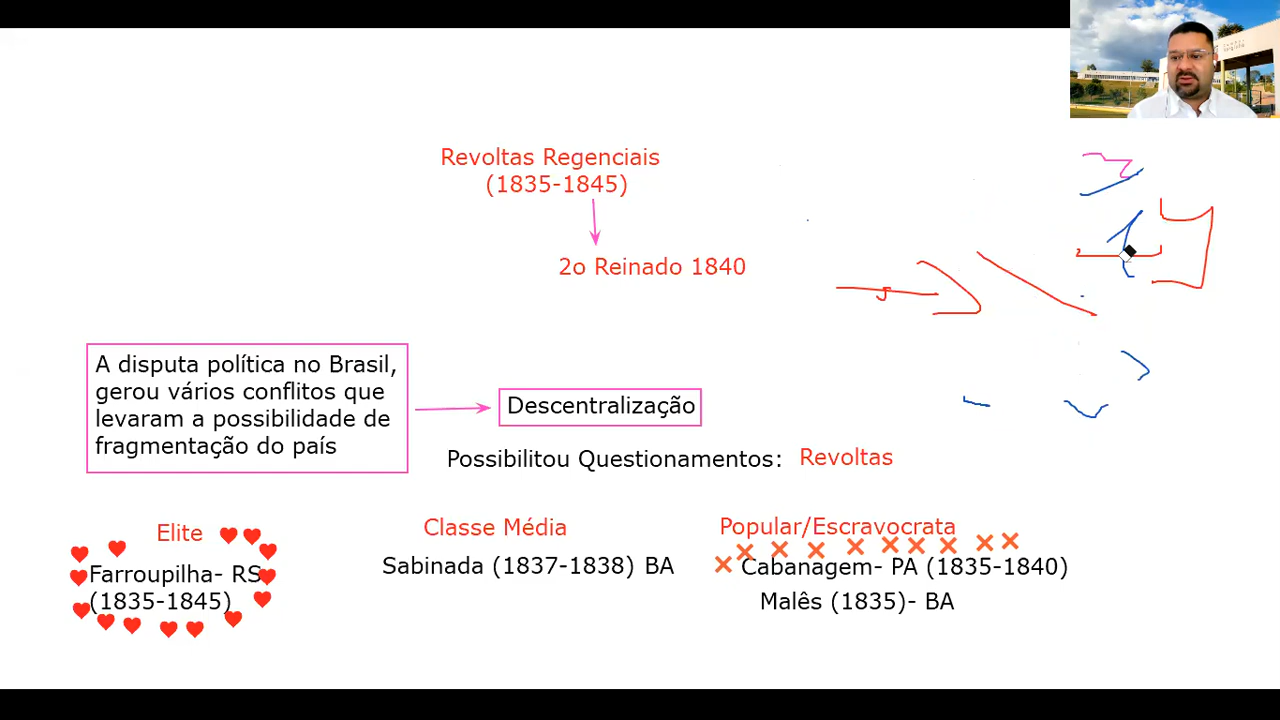 Revoltas Regenciais
(1835-1845)
2o Reinado 1840
A disputa política no Brasil,
gerou vários conflitos que
levaram a possibilidade de
fragmentação do país
Descentralização
Possibilitou Questionamentos: Revoltas
Elite
Farroupilha- RS
(1835-1845)
Classe Média
Sabinada (1837-1838) BA
Popular/Escravocrata
Cabanagem- PA (1835-1840)
Malês (1835)- BA